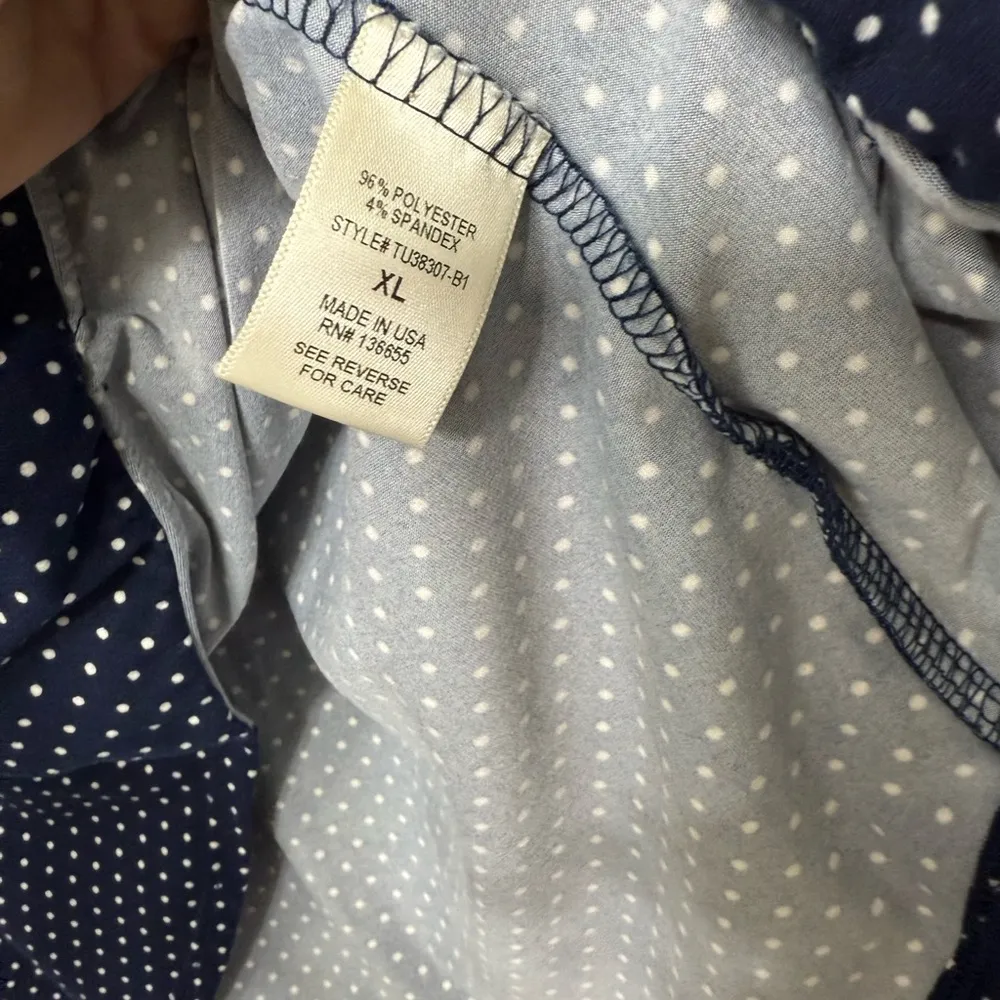 96% POLYESTER
4% SPANDEX
STYLE# TU38307-B1
XL
MADE IN USA
RN# 136655
SEE REVERSE
FOR CARE